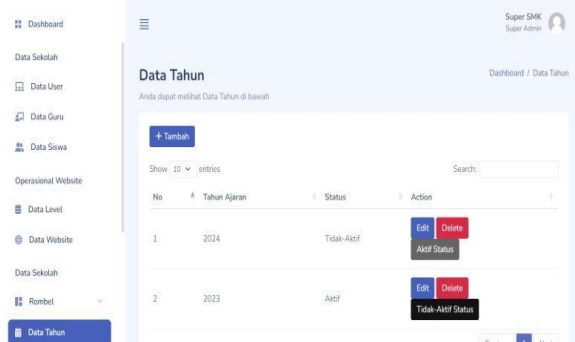 Dashboard
Super SMK
Super Admin
Data Sekolah
Data User
Data Guru
Data Siswa
Operasional Website
Data Level
Data Website
Data Sekolah
Rombel
Data Tahun
Data Tahun
Dashboard / Data Tahun
Anda dapat melihat Data Tahun di bawah
+ Tambah
Show 10 entries
Search:
No Tahun Ajaran Status Action
1 2024 Tidak-Aktif Edit Delete
Aktif Status
2 2023 Aktif Edit Delete
Tidak-Aktif Status